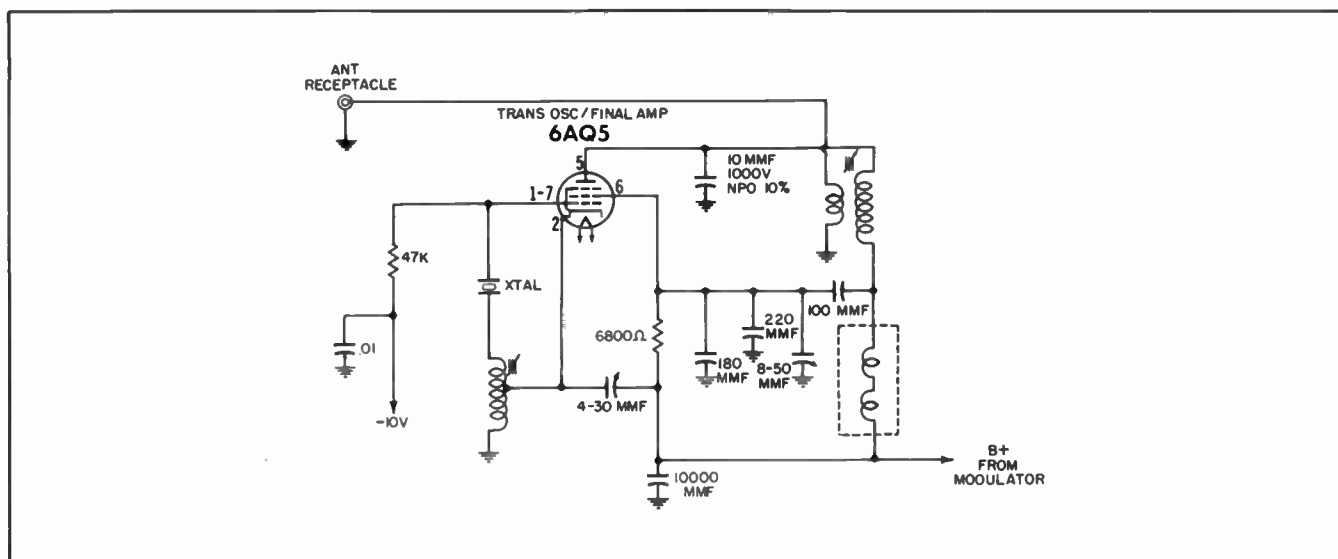 ANT
RECEPTACLE
TRANS OSC/FINAL AMP
6AQ5
5
1-7
6
2
10 MMF
1000V
NPO 10%
47K
XTAL
.01
-10V
6800Ω
4-30 MMF
180
MMF
220
MMF
8-50
MMF
100 MMF
10000
MMF
B+
FROM
MODULATOR